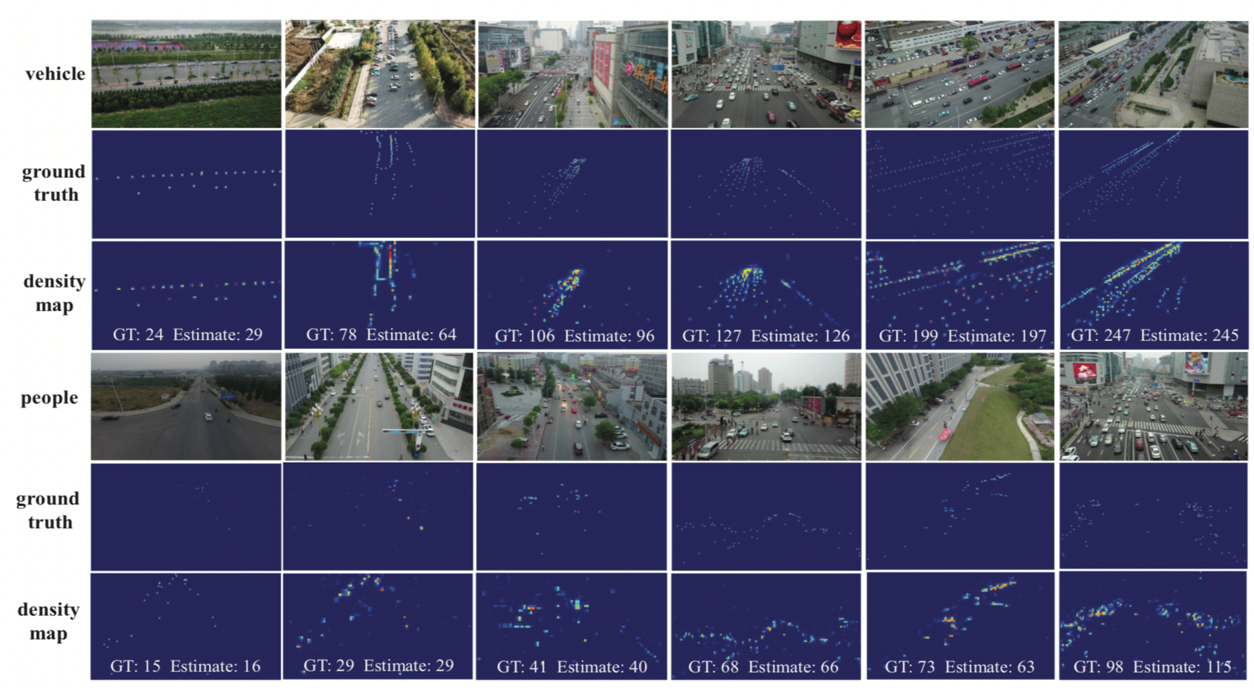 vehicle
ground
truth
density
map
GT: 24 Estimate: 29
GT: 78 Estimate: 64
GT: 106 Estimate: 96
GT: 127 Estimate: 126
GT: 199 Estimate: 197
GT: 247 Estimate: 245
people
ground
truth
density
map
GT: 15 Estimate: 16
GT: 29 Estimate: 29
GT: 41 Estimate: 40
GT: 68 Estimate: 66
GT: 73 Estimate: 63
GT: 98 Estimate: 115